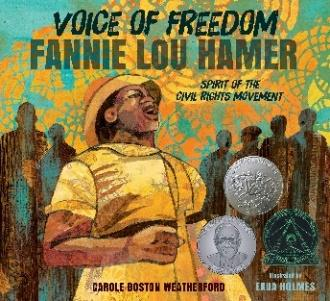 VOICE OF FREEDOM
FANNIE LOU HAMER
SPIRIT OF THE
CIVIL RIGHTS MOVEMENT
Illustrated by
EKUA HOLMES
CAROLE BOSTON WEATHERFORD